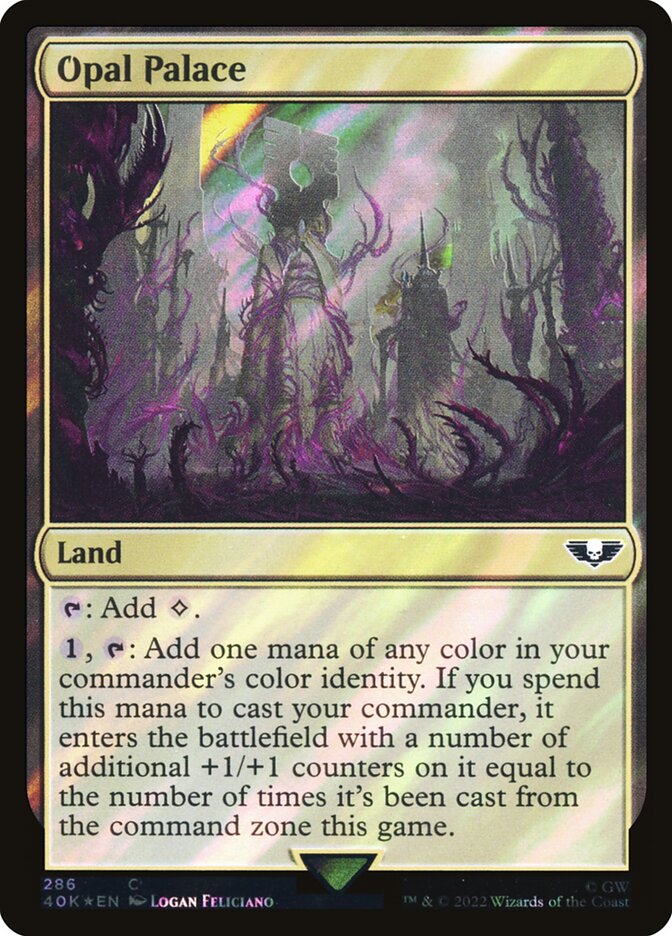 Opal Palace
Land
: Add .
1, : Add one mana of any color in your
commander's color identity. If you spend
this mana to cast your commander, it
enters the battlefield with a number of
additional +1/+1 counters on it equal to
the number of times it's been cast from
the command zone this game.
286 C © GW
40K★EN Logan Feliciano ™ & © 2022 Wizards of the Coast